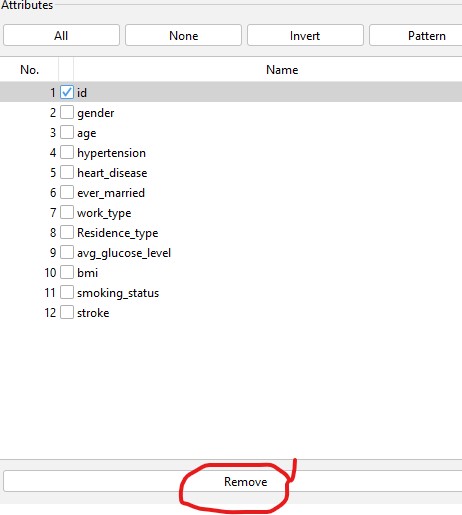 Attributes
All None Invert Pattern
No. Name
1 id
2 gender
3 age
4 hypertension
5 heart_disease
6 ever_married
7 work_type
8 Residence_type
9 avg_glucose_level
10 bmi
11 smoking_status
12 stroke
Remove